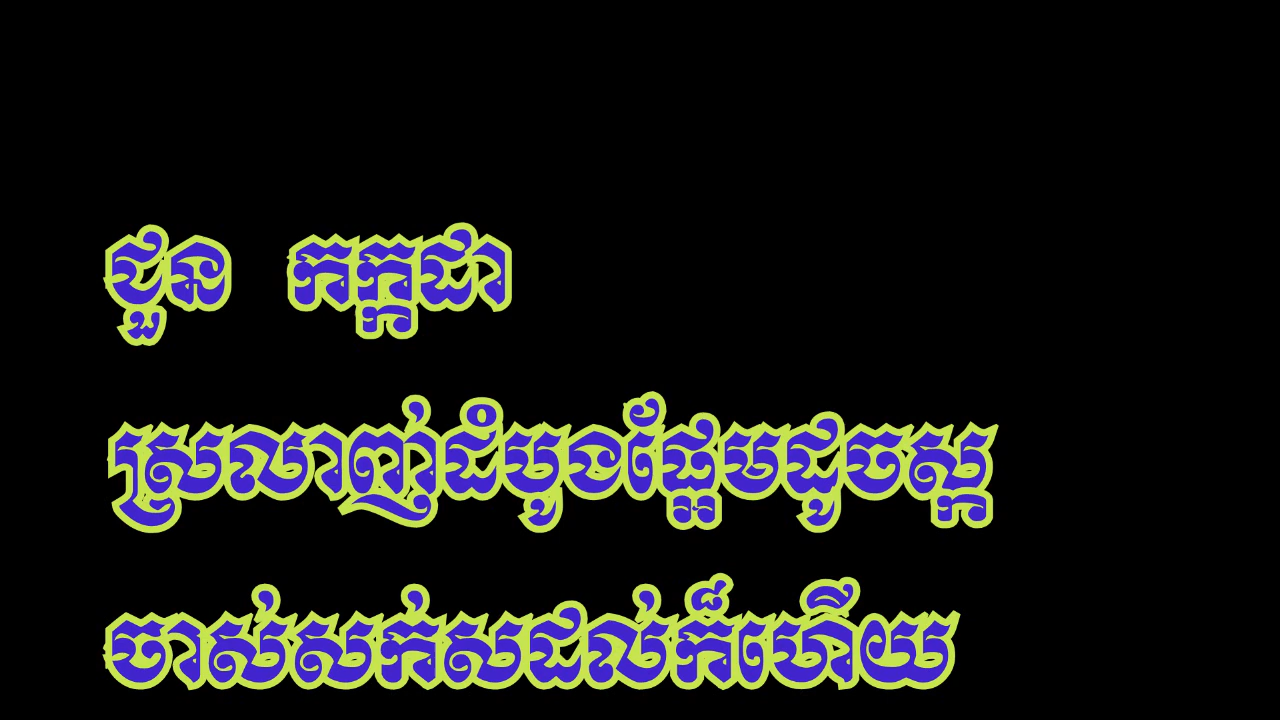 ជួន កក្កដា
ស្រលាញ់ដំបូងផ្អែមដូចស្ក
ចាស់សក់សដល់ក៏ហើយ